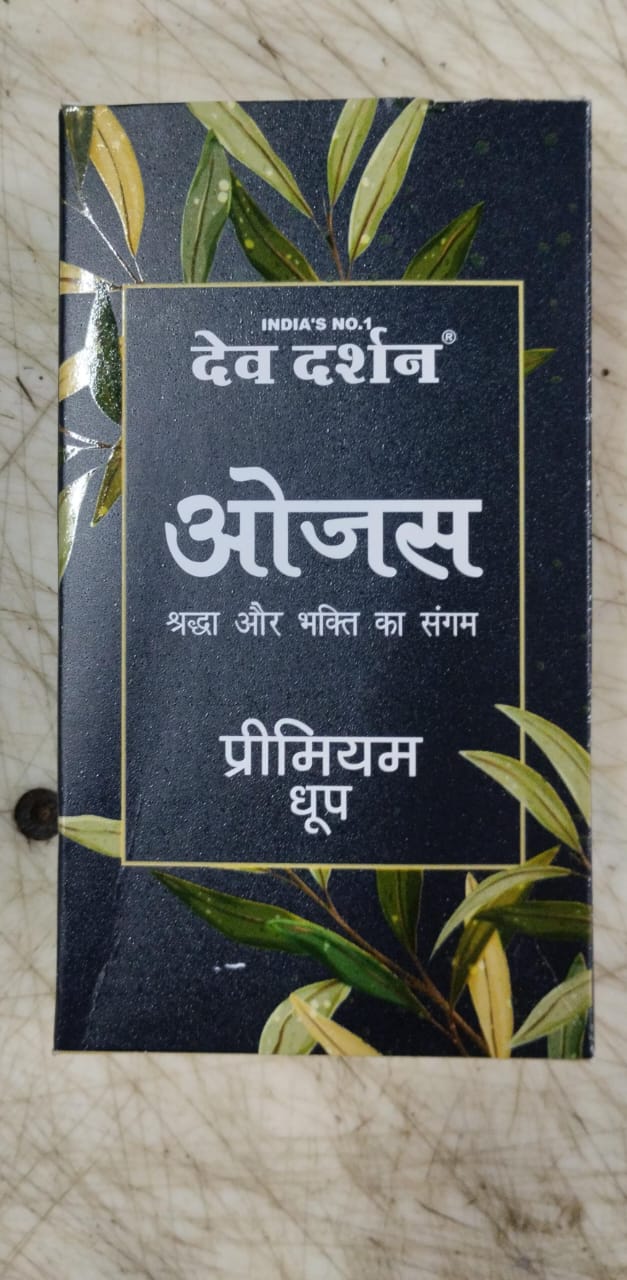 INDIA'S NO.1
देव दर्शन®
ओजस
श्रद्धा और भक्ति का संगम
प्रीमियम
धूप